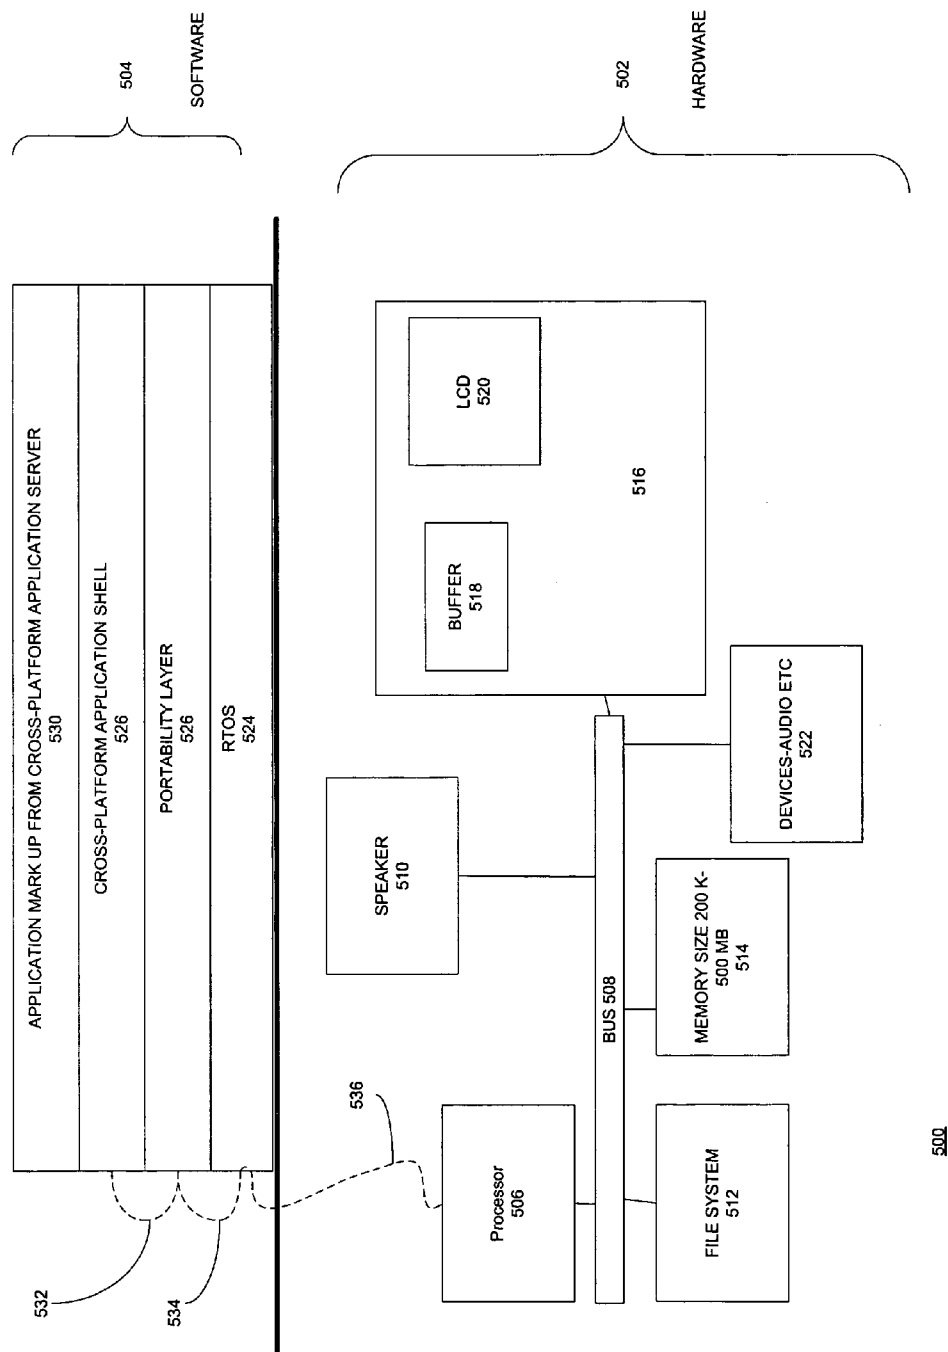 504
SOFTWARE
APPLICATION MARK UP FROM CROSS-PLATFORM APPLICATION SERVER
530
CROSS-PLATFORM APPLICATION SHELL
526
PORTABILITY LAYER
526
RTOS
524
532
534
536
502
HARDWARE
SPEAKER
510
BUFFER
518
LCD
520
516
Processor
506
BUS 508
FILE SYSTEM
512
MEMORY SIZE 200 K-
500 MB
514
DEVICES-AUDIO ETC
522
500